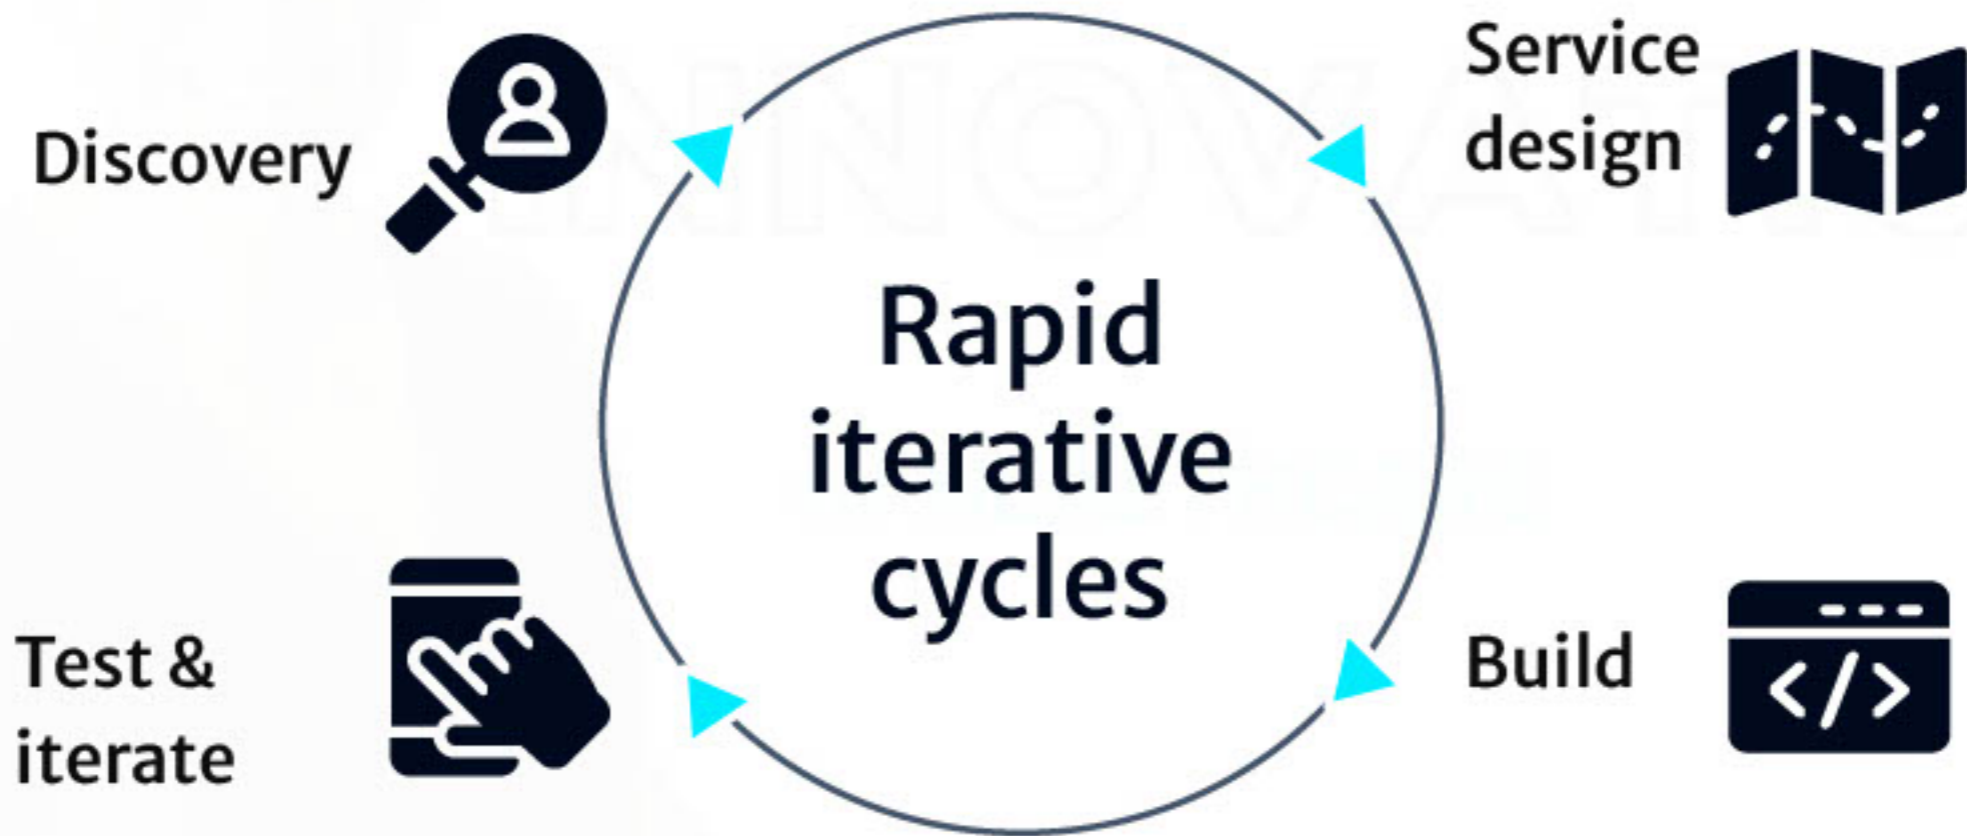 Discovery
Service
design
Rapid
iterative
cycles
Test &
iterate
Build
</>